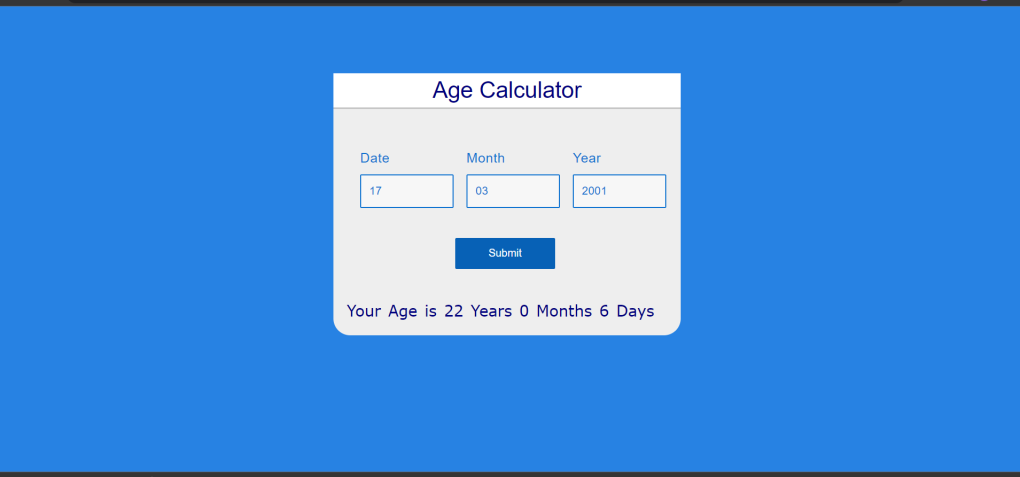 Age Calculator
Date Month Year
17 03 2001
Submit
Your Age is 22 Years 0 Months 6 Days